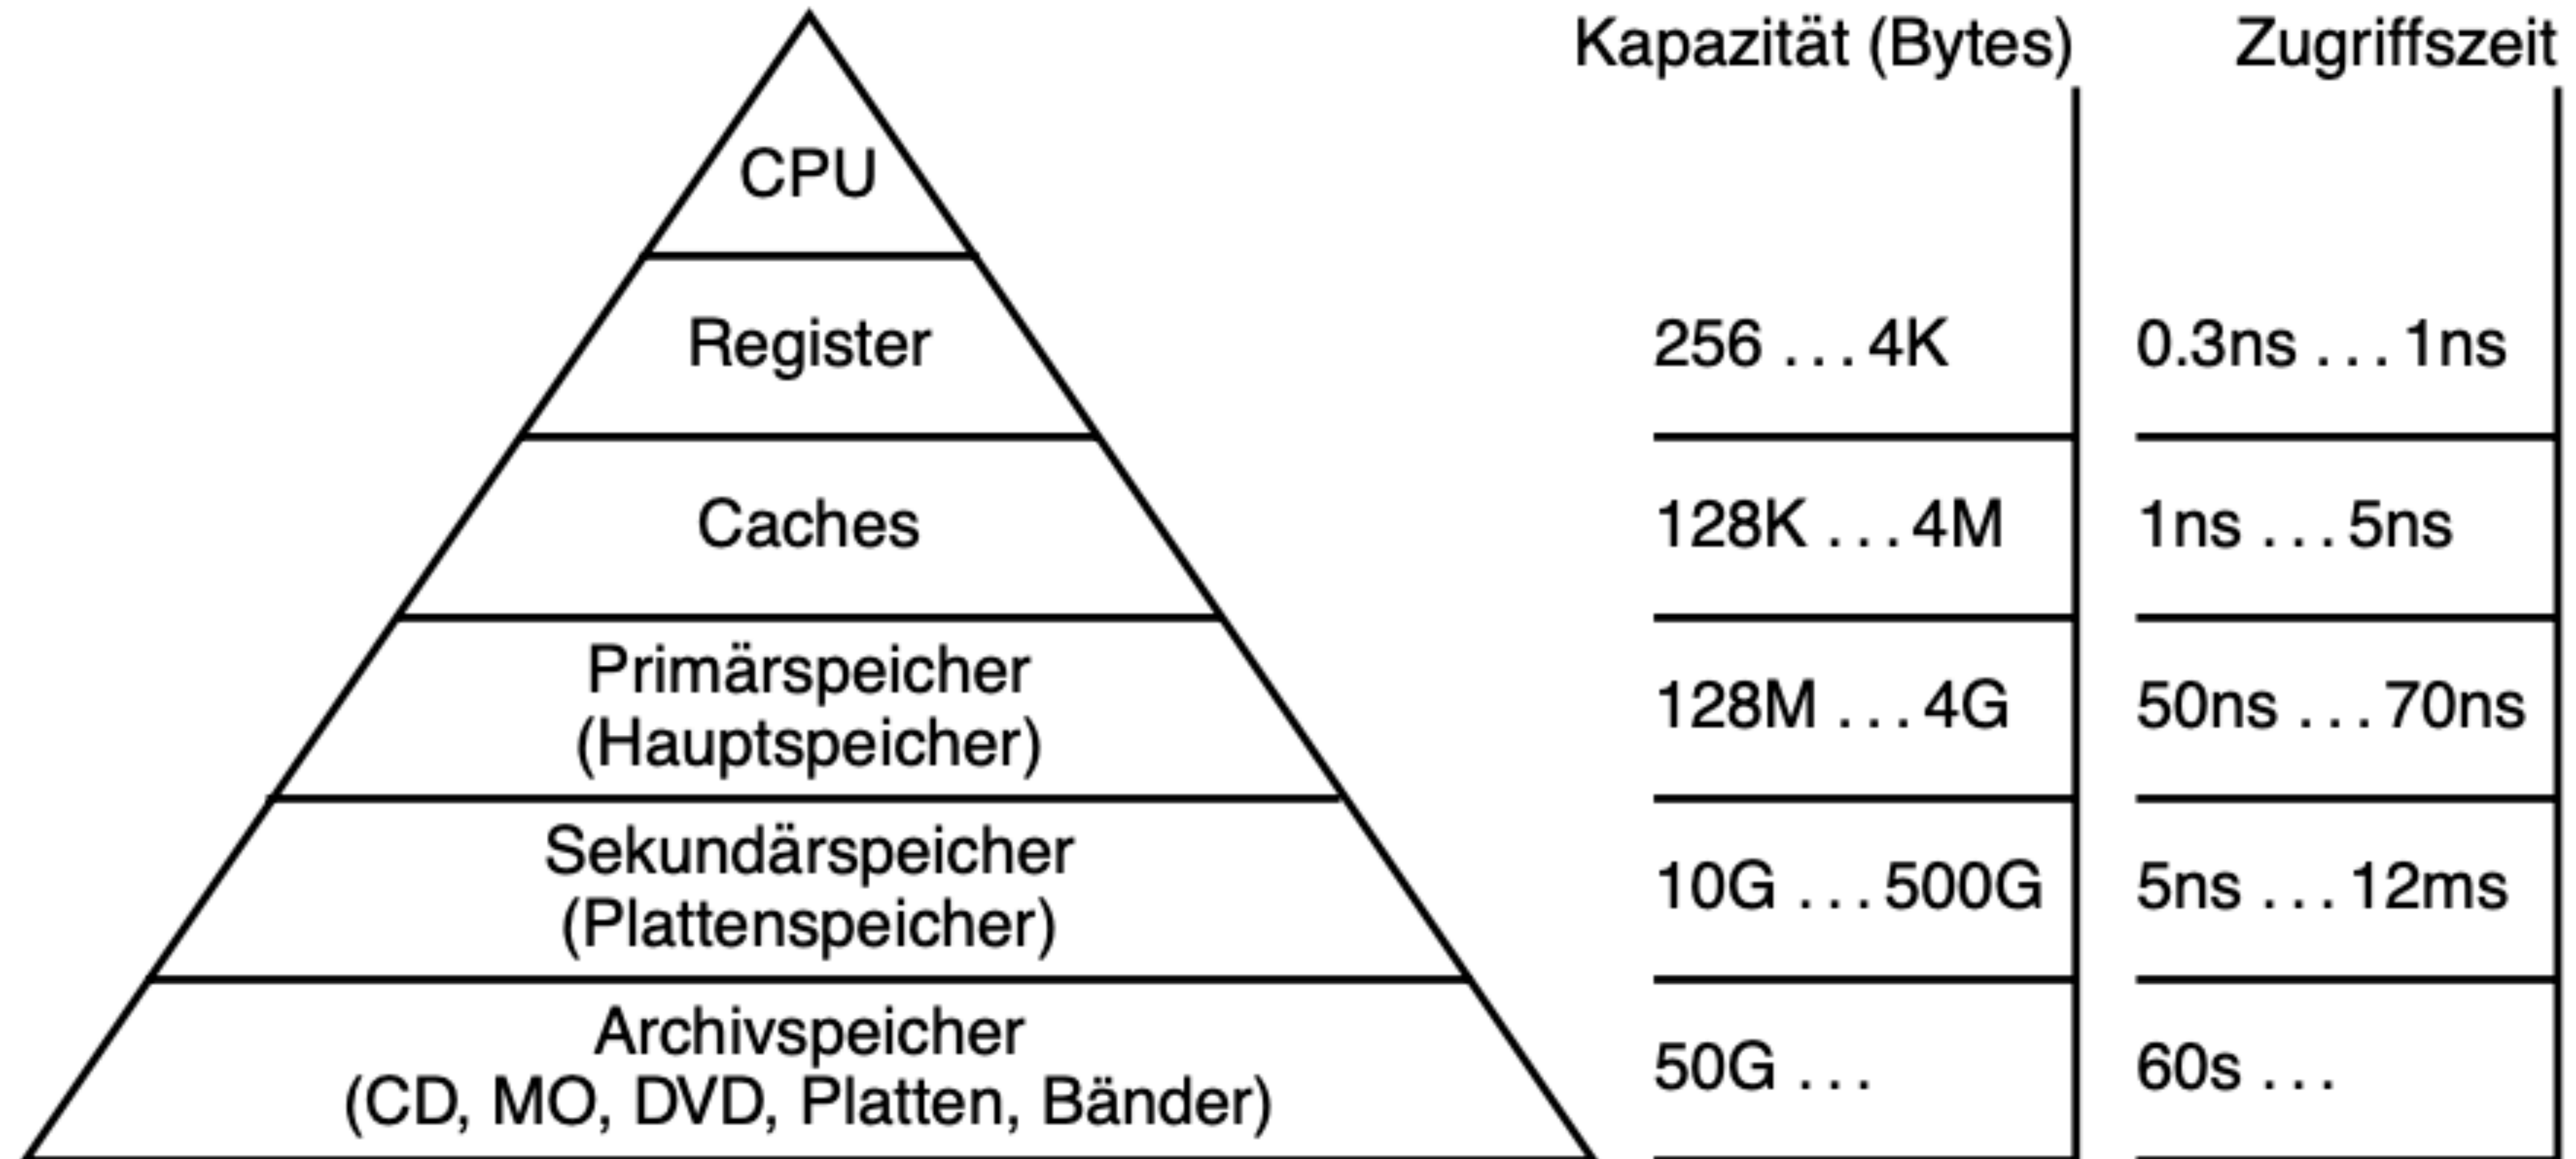 Kapazität (Bytes) Zugriffszeit
CPU
Register 256 ... 4K 0.3ns ... 1ns
Caches 128K ... 4M 1ns ... 5ns
Primärspeicher
(Hauptspeicher) 128M ... 4G 50ns ... 70ns
Sekundärspeicher
(Plattenspeicher) 10G ... 500G 5ns ... 12ms
Archivspeicher
(CD, MO, DVD, Platten, Bänder) 50G ... 60s ...